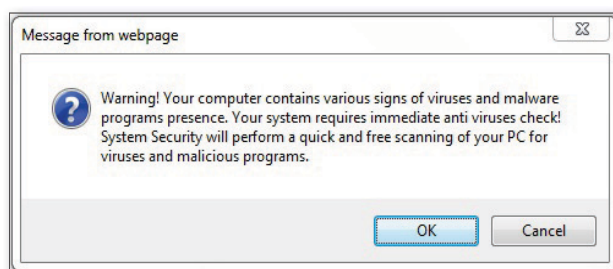 Message from webpage
Warning! Your computer contains various signs of viruses and malware
programs presence. Your system requires immediate anti viruses check!
System Security will perform a quick and free scanning of your PC for
viruses and malicious programs.
OK Cancel